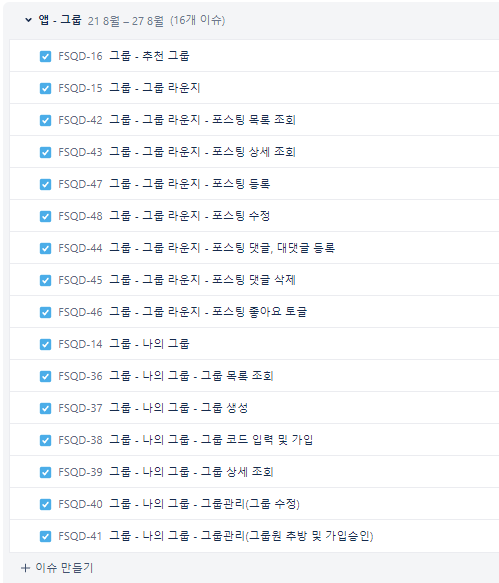 앱 - 그룹 21 8월 – 27 8월 (16개 이슈)
FSQD-16 그룹 - 추천 그룹
FSQD-15 그룹 - 그룹 라운지
FSQD-42 그룹 - 그룹 라운지 - 포스팅 목록 조회
FSQD-43 그룹 - 그룹 라운지 - 포스팅 상세 조회
FSQD-47 그룹 - 그룹 라운지 - 포스팅 등록
FSQD-48 그룹 - 그룹 라운지 - 포스팅 수정
FSQD-44 그룹 - 그룹 라운지 - 포스팅 댓글, 대댓글 등록
FSQD-45 그룹 - 그룹 라운지 - 포스팅 댓글 삭제
FSQD-46 그룹 - 그룹 라운지 - 포스팅 좋아요 토글
FSQD-14 그룹 - 나의 그룹
FSQD-36 그룹 - 나의 그룹 - 그룹 목록 조회
FSQD-37 그룹 - 나의 그룹 - 그룹 생성
FSQD-38 그룹 - 나의 그룹 - 그룹 코드 입력 및 가입
FSQD-39 그룹 - 나의 그룹 - 그룹 상세 조회
FSQD-40 그룹 - 나의 그룹 - 그룹관리(그룹 수정)
FSQD-41 그룹 - 나의 그룹 - 그룹관리(그룹원 추방 및 가입승인)
+ 이슈 만들기